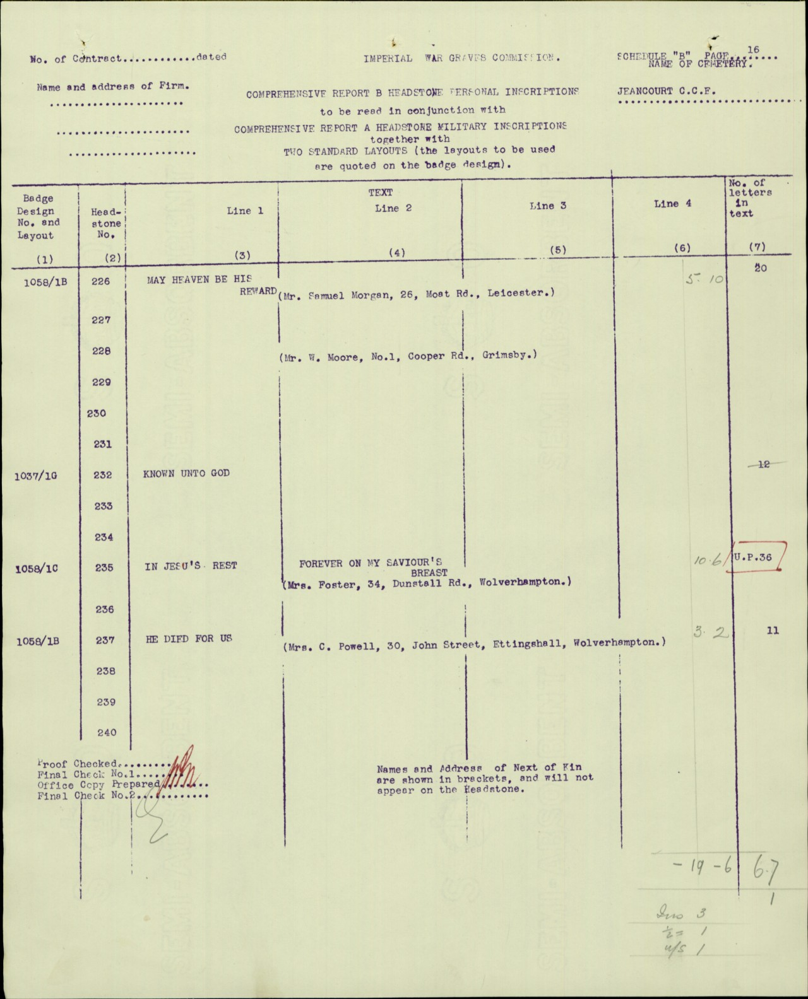 No. of Contract............dated
IMPERIAL WAR GRAVES COMMISSION.
SCHEDULE "B" PAGE...16.....
NAME OF CEMETERY.
Name and address of Firm.
JEANCOURT C.C.E.
COMPREHENSIVE REPORT B HEADSTONE PERSONAL INSCRIPTIONS
to be read in conjunction with
COMPREHENSIVE REPORT A HEADSTONE MILITARY INSCRIPTIONS
together with
TWO STANDARD LAYOUTS (the layouts to be used
are quoted on the badge design).
Badge Design No. and Layout (1)
Head-stone No. (2)
TEXT
Line 1 (3)
Line 2 (4)
Line 3 (5)
Line 4 (6)
No. of letters in text (7)
1058/1B 226 MAY HEAVEN BE HIS 5. 10 20
REWARD (Mr. Samuel Morgan, 26, Moat Rd., Leicester.)
227
228
(Mr. W. Moore, No.1, Cooper Rd., Grimsby.)
229
230
231
1037/1G 232 KNOWN UNTO GOD 12
233
234
1058/1C 235 IN JESU'S REST FOREVER ON MY SAVIOUR'S 10.6 U.P.36
BREAST
(Mrs. Foster, 34, Dunstall Rd., Wolverhampton.)
236
1058/1B 237 HE DIED FOR US 3. 2 11
(Mrs. C. Powell, 30, John Street, Ettingshall, Wolverhampton.)
238
239
240
Proof Checked.........
Final Check No.1.......
Office Copy Prepared.......
Final Check No.2............
Names and Address of Next of Kin
are shown in brackets, and will not
appear on the Headstone.
- 19 - 6 67
1
3
½= 1
u/s 1